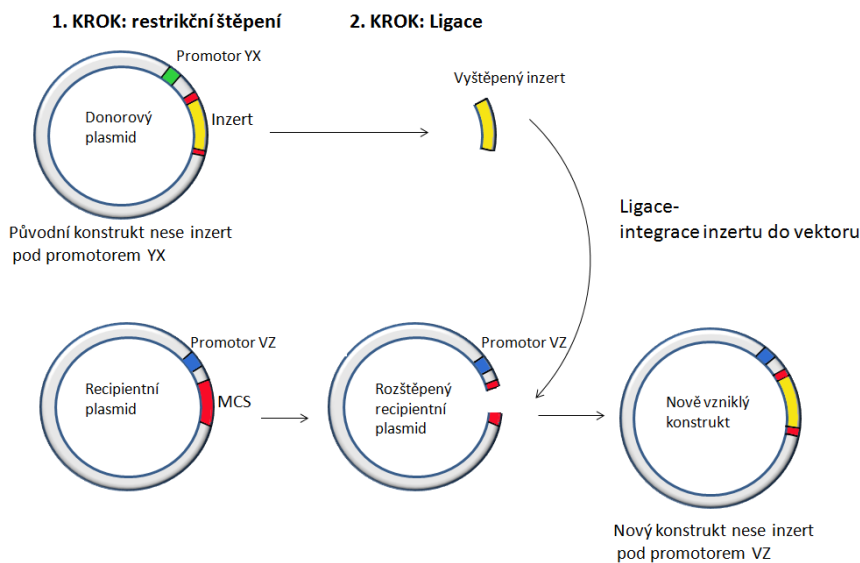 1. KROK: restrikční štěpení
2. KROK: Ligace
Promotor YX
Donorový
plasmid
Inzert
Vyštěpený inzert
Původní konstrukt nese inzert
pod promotorem YX
Ligace-
integrace inzertu do vektoru
Promotor VZ
Recipientní
plasmid
MCS
Promotor VZ
Rozštěpený
recipientní
plasmid
Nově vzniklý
konstrukt
Nový konstrukt nese inzert
pod promotorem VZ